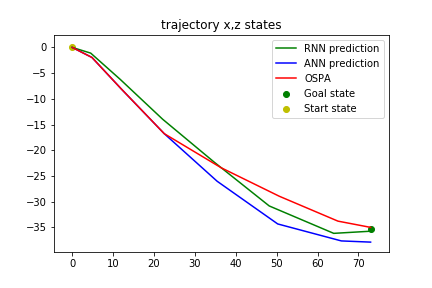 trajectory x,z states
RNN prediction
ANN prediction
OSPA
Goal state
Start state
0
−5
−10
−15
−20
−25
−30
−35
0 10 20 30 40 50 60 70